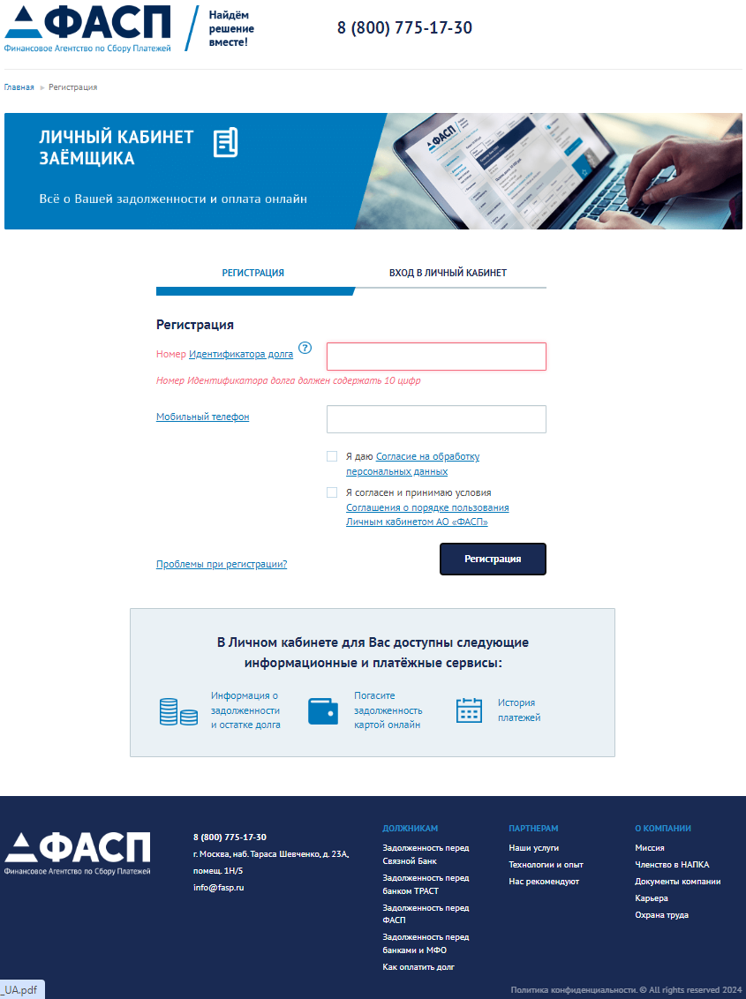 ФАСП
Финансовое Агентство по Сбору Платежей
Найдём
решение
вместе!
8 (800) 775-17-30
Главная
Регистрация
ЛИЧНЫЙ КАБИНЕТ
ЗАЁМЩИКА
Всё о Вашей задолженности и оплата онлайн
ФАСП
РЕГИСТРАЦИЯ
ВХОД В ЛИЧНЫЙ КАБИНЕТ
Регистрация
Номер Идентификатора долга ?
Номер Идентификатора долга должен содержать 10 цифр
Мобильный телефон
Я даю Согласие на обработку
персональных данных
Я согласен и принимаю условия
Соглашения о порядке пользования
Личным кабинетом АО «ФАСП»
Проблемы при регистрации?
Регистрация
В Личном кабинете для Вас доступны следующие
информационные и платёжные сервисы:
Информация о
задолженности
и остатке долга
Погасите
задолженность
картой онлайн
История
платежей
ФАСП
Финансовое Агентство по Сбору Платежей
8 (800) 775-17-30
г. Москва, наб. Тараса Шевченко, д. 23А,
помещ. 1Н/5
info@fasp.ru
ДОЛЖНИКАМ
Задолженность перед
Связной Банк
Задолженность перед
банком ТРАСТ
Задолженность перед
ФАСП
Задолженность перед
банками и МФО
Как оплатить долг
ПАРТНЕРАМ
Наши услуги
Технологии и опыт
Нас рекомендуют
О КОМПАНИИ
Миссия
Членство в НАПКА
Документы компании
Карьера
Охрана труда
_UA.pdf
Политика конфиденциальности. © All rights reserved 2024